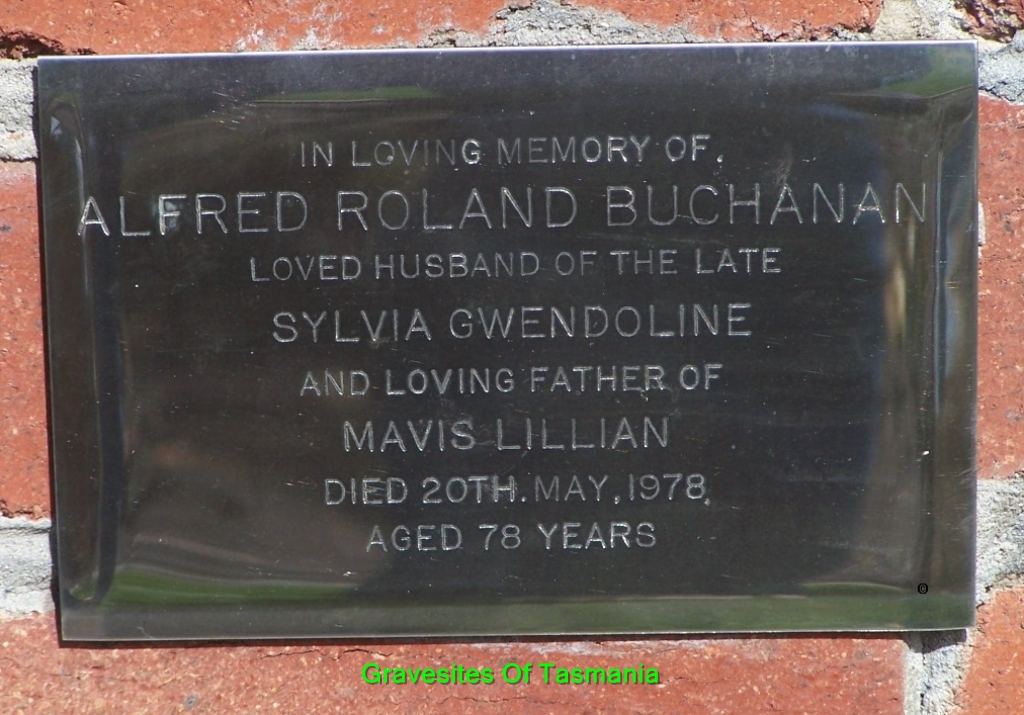 IN LOVING MEMORY OF.
ALFRED ROLAND BUCHANAN
LOVED HUSBAND OF THE LATE
SYLVIA GWENDOLINE
AND LOVING FATHER OF
MAVIS LILLIAN
DIED 20TH. MAY, 1978.
AGED 78 YEARS
@
Gravesites Of Tasmania